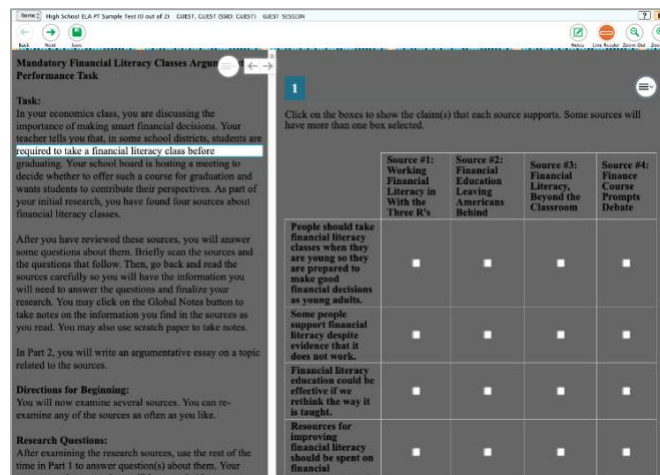 Items High School ELA PT Sample Test (0 out of 2) GUEST, GUEST (SSID: GUEST) GUEST SESSION
Back Next Save Notes Line Reader Zoom Out
Mandatory Financial Literacy Classes
Performance Task
Task:
In your economics class, you are discussing the
importance of making smart financial decisions. Your
teacher tells you that, in some school districts, students are
required to take a financial literacy class before
graduating. Your school board is hosting a meeting to
decide whether to offer such a course for graduation and
wants students to contribute their perspectives. As part of
your initial research, you have found four sources about
financial literacy classes.
After you have reviewed these sources, you will answer
some questions about them. Briefly scan the sources and
the questions that follow. Then, go back and read the
sources carefully so you will have the information you
will need to answer the questions and finalize your
research. You may click on the Global Notes button to
take notes on the information you find in the sources as
you read. You may also use scratch paper to take notes.
In Part 2, you will write an argumentative essay on a topic
related to the sources.
Directions for Beginning:
You will now examine several sources. You can re-
examine any of the sources as often as you like.
Research Questions:
After examining the research sources, use the rest of the
time in Part 1 to answer question(s) about them. Your
1
Click on the boxes to show the claim(s) that each source supports. Some sources will
have more than one box selected.
Source #1:
Working
Financial
Literacy in
With the
Three R's
Source #2:
Financial
Education
Leaving
Americans
Behind
Source #3:
Financial
Literacy,
Beyond the
Classroom
Source #4:
Finance
Course
Prompts
Debate
People should take
financial literacy
classes when they
are young so they
are prepared to
make good
financial decisions
as young adults.
Some people
support financial
literacy despite
evidence that it
does not work.
Financial literacy
education could be
effective if we
rethink the way it
is taught.
Resources for
improving
financial literacy
should be spent on
financial